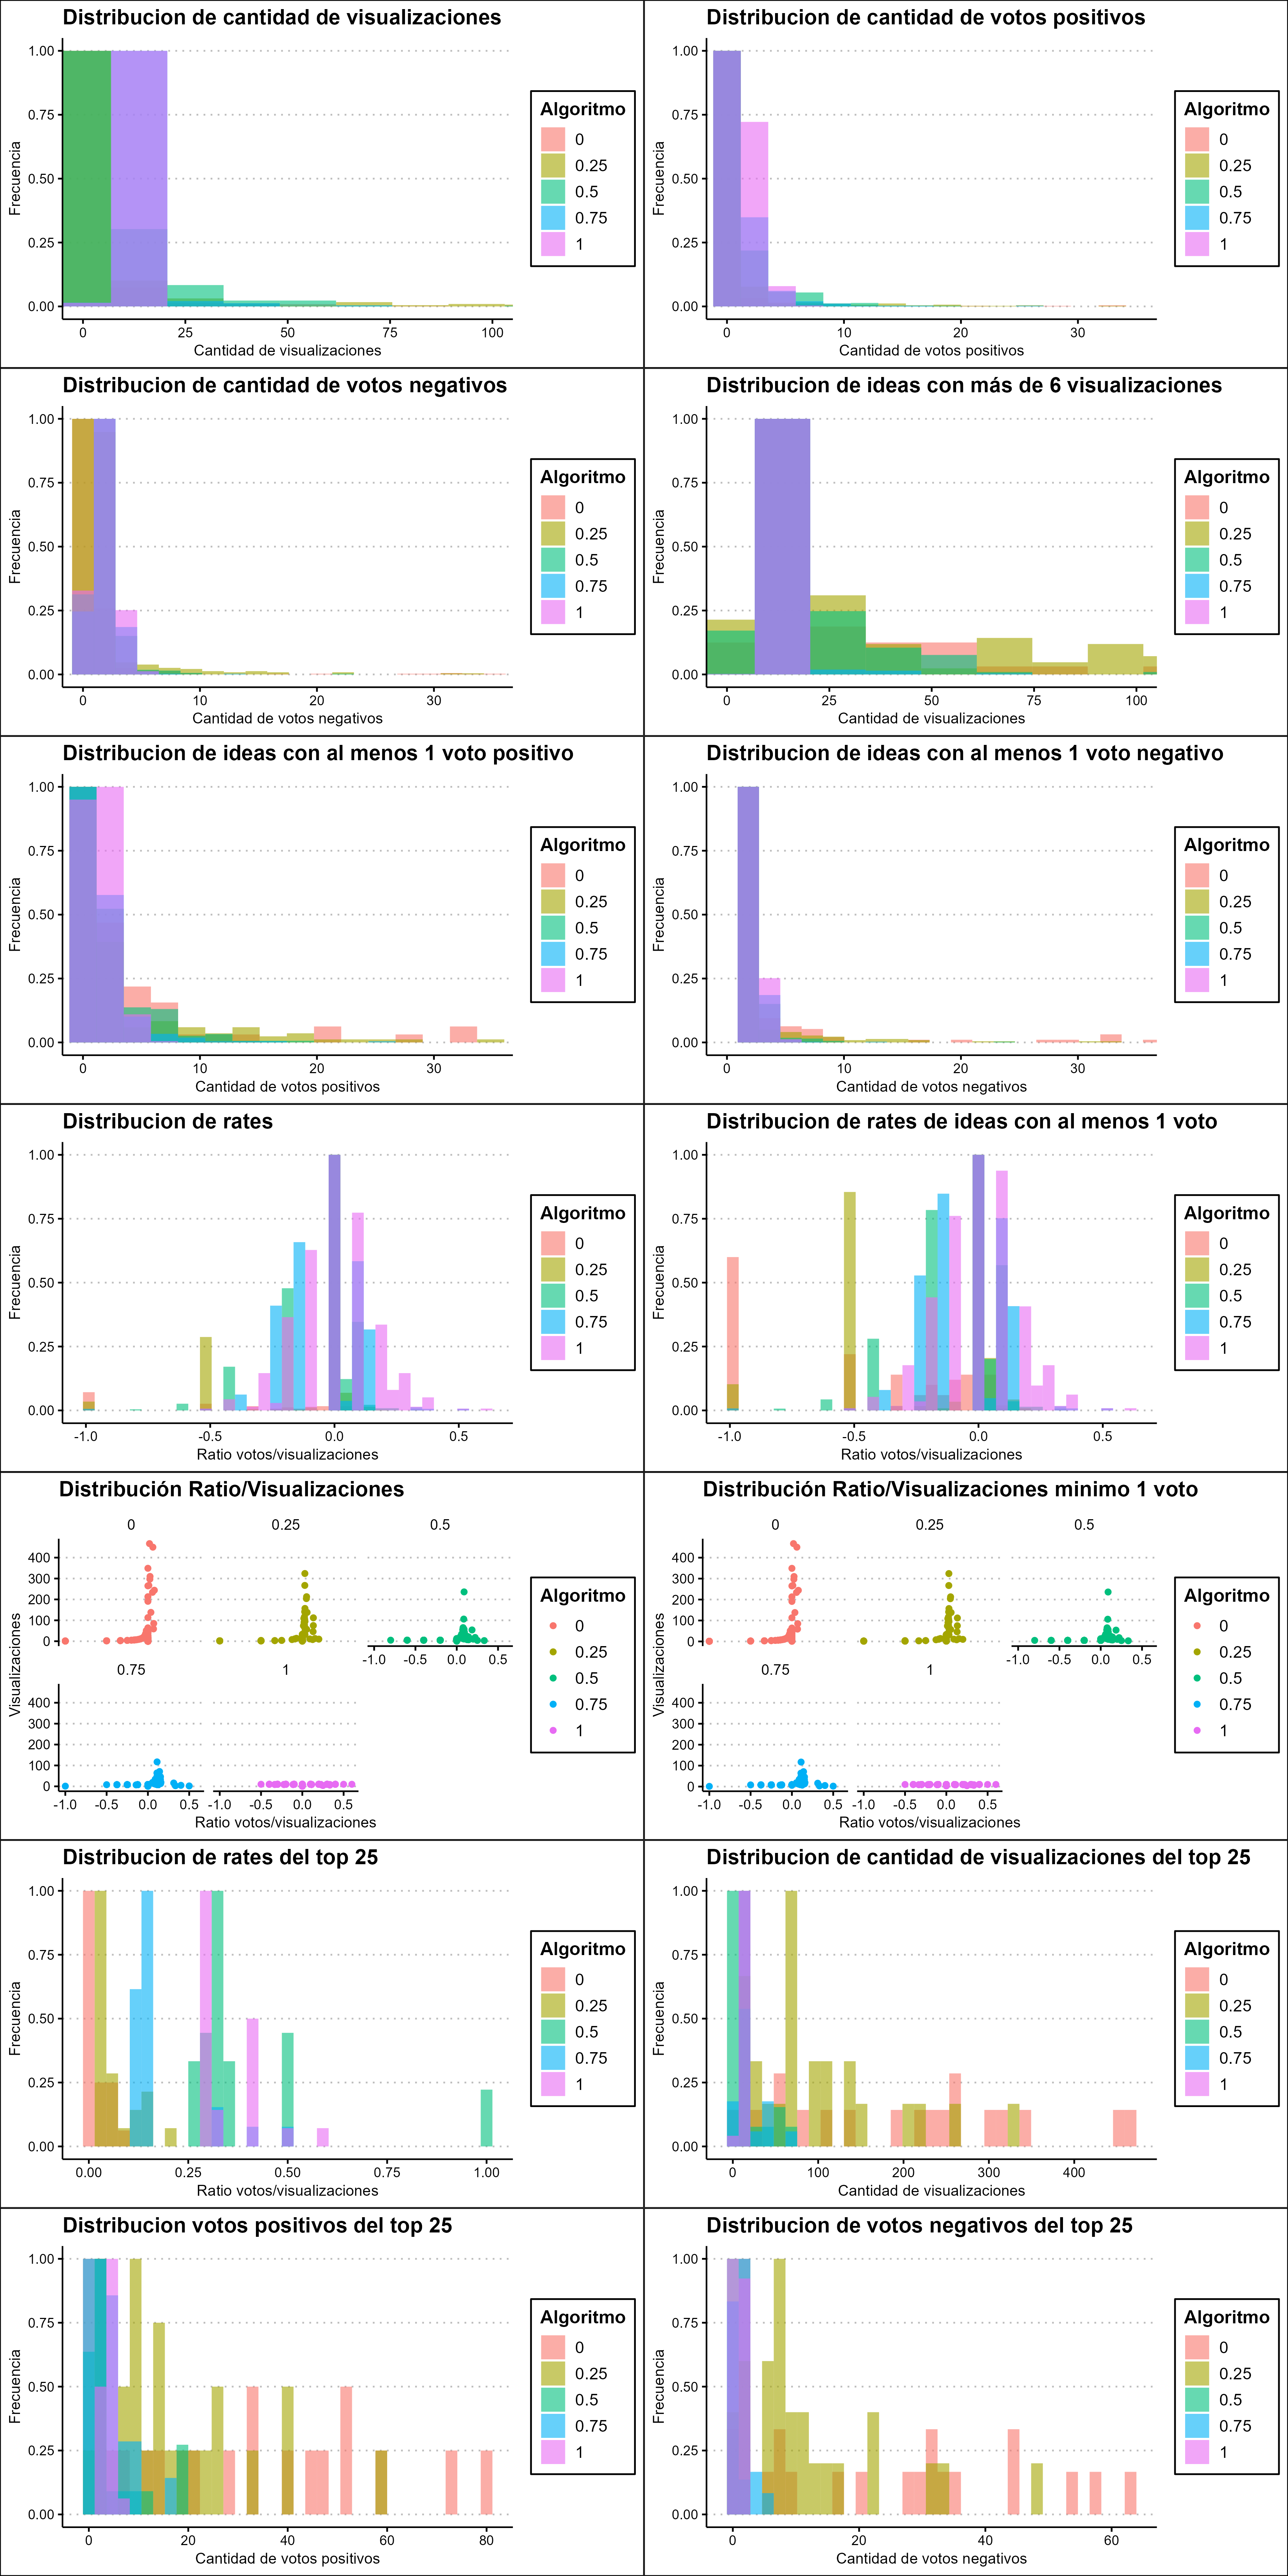 Distribucion de cantidad de visualizaciones
1.00
0.75
0.50
0.25
0.00
Frecuencia
0 25 50 75 100
Cantidad de visualizaciones
Algoritmo
0
0.25
0.5
0.75
1
Distribucion de cantidad de votos positivos
1.00
0.75
0.50
0.25
0.00
Frecuencia
0 10 20 30
Cantidad de votos positivos
Algoritmo
0
0.25
0.5
0.75
1
Distribucion de cantidad de votos negativos
1.00
0.75
0.50
0.25
0.00
Frecuencia
0 10 20 30
Cantidad de votos negativos
Algoritmo
0
0.25
0.5
0.75
1
Distribucion de ideas con más de 6 visualizaciones
1.00
0.75
0.50
0.25
0.00
Frecuencia
0 25 50 75 100
Cantidad de visualizaciones
Algoritmo
0
0.25
0.5
0.75
1
Distribucion de ideas con al menos 1 voto positivo
1.00
0.75
0.50
0.25
0.00
Frecuencia
0 10 20 30
Cantidad de votos positivos
Algoritmo
0
0.25
0.5
0.75
1
Distribucion de ideas con al menos 1 voto negativo
1.00
0.75
0.50
0.25
0.00
Frecuencia
0 10 20 30
Cantidad de votos negativos
Algoritmo
0
0.25
0.5
0.75
1
Distribucion de rates
1.00
0.75
0.50
0.25
0.00
Frecuencia
-1.0 -0.5 0.0 0.5
Ratio votos/visualizaciones
Algoritmo
0
0.25
0.5
0.75
1
Distribucion de rates de ideas con al menos 1 voto
1.00
0.75
0.50
0.25
0.00
Frecuencia
-1.0 -0.5 0.0 0.5
Ratio votos/visualizaciones
Algoritmo
0
0.25
0.5
0.75
1
Distribución Ratio/Visualizaciones
0 0.25 0.5
400
300
200
100
0
-1.0 -0.5 0.0 0.5
0.75 1
Visualizaciones
400
300
200
100
0
-1.0 -0.5 0.0 0.5 -1.0 -0.5 0.0 0.5
Ratio votos/visualizaciones
Algoritmo
0
0.25
0.5
0.75
1
Distribución Ratio/Visualizaciones minimo 1 voto
0 0.25 0.5
400
300
200
100
0
-1.0 -0.5 0.0 0.5
0.75 1
Visualizaciones
400
300
200
100
0
-1.0 -0.5 0.0 0.5 -1.0 -0.5 0.0 0.5
Ratio votos/visualizaciones
Algoritmo
0
0.25
0.5
0.75
1
Distribucion de rates del top 25
1.00
0.75
0.50
0.25
0.00
Frecuencia
0.00 0.25 0.50 0.75 1.00
Ratio votos/visualizaciones
Algoritmo
0
0.25
0.5
0.75
1
Distribucion de cantidad de visualizaciones del top 25
1.00
0.75
0.50
0.25
0.00
Frecuencia
0 100 200 300 400
Cantidad de visualizaciones
Algoritmo
0
0.25
0.5
0.75
1
Distribucion votos positivos del top 25
1.00
0.75
0.50
0.25
0.00
Frecuencia
0 20 40 60 80
Cantidad de votos positivos
Algoritmo
0
0.25
0.5
0.75
1
Distribucion de votos negativos del top 25
1.00
0.75
0.50
0.25
0.00
Frecuencia
0 20 40 60
Cantidad de votos negativos
Algoritmo
0
0.25
0.5
0.75
1